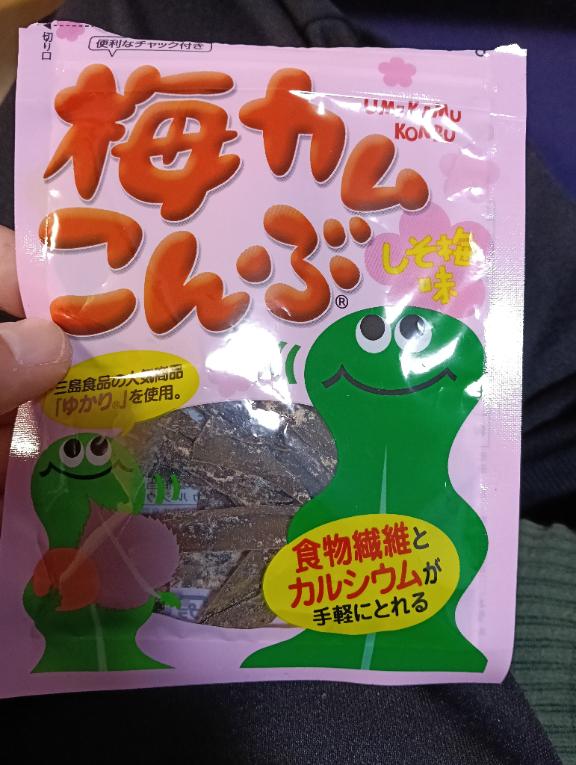 ◀切り口
便利なチャック付き
梅カム
こんぶ®
UMeKAMU
KONBU
しそ梅
味
三島食品の人気商品
「ゆかり®」を使用。
食物繊維と
カルシウムが
手軽にとれる